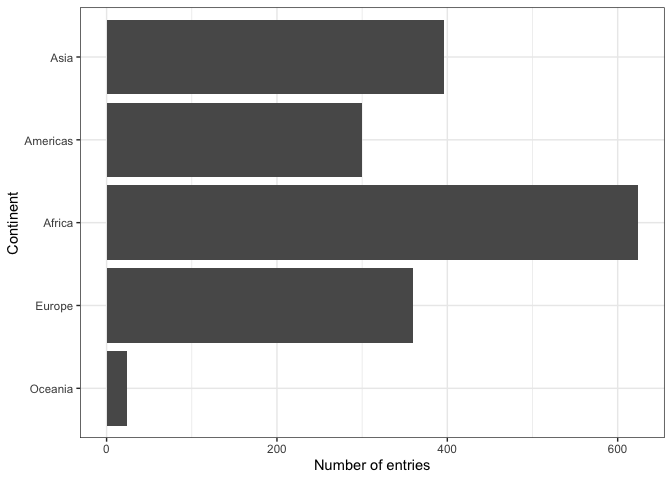 Asia
Americas
Africa
Europe
Oceania
Continent
0
200
400
600
Number of entries